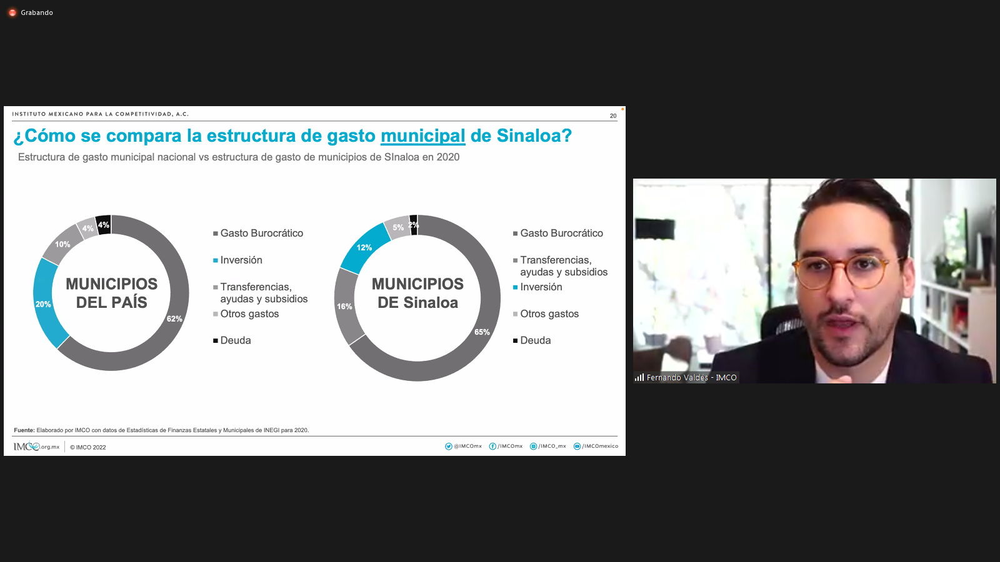 Grabando
INSTITUTO MEXICANO PARA LA COMPETITIVIDAD, A.C.
20
¿Cómo se compara la estructura de gasto municipal de Sinaloa?
Estructura de gasto municipal nacional vs estructura de gasto de municipios de SInaloa en 2020
4%
4%
10%
20%
62%
MUNICIPIOS
DEL PAÍS
Gasto Burocrático
Inversión
Transferencias,
ayudas y subsidios
Otros gastos
Deuda
2%
5%
12%
16%
65%
MUNICIPIOS
DE Sinaloa
Gasto Burocrático
Transferencias,
ayudas y subsidios
Inversión
Otros gastos
Deuda
Fuente: Elaborado por IMCO con datos de Estadísticas de Finanzas Estatales y Municipales de INEGI para 2020.
IMCO.org.mx
© IMCO 2022
@IMCOmx
/IMCOmx
/IMCO_mx
/IMCOmexico
Fernando Valdés - IMCO